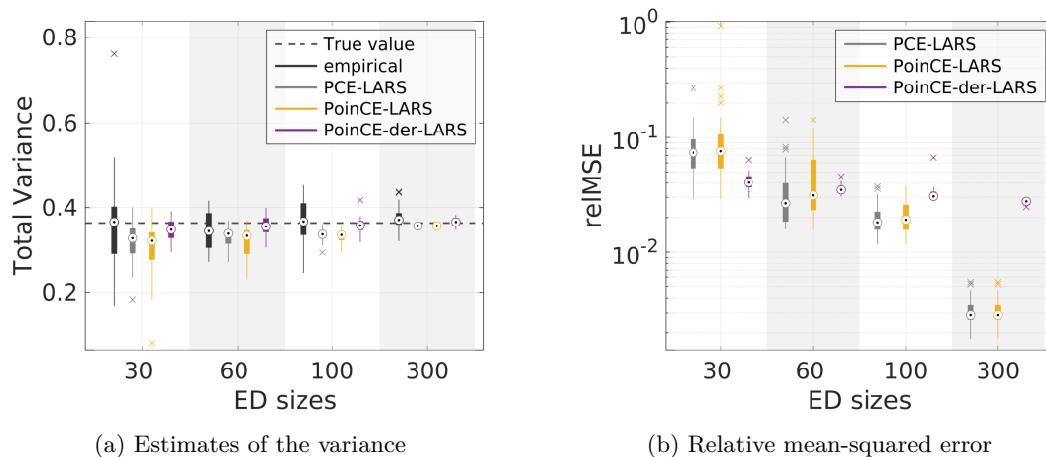 0.8
0.6
0.4
0.2
Total Variance
True value
empirical
PCE-LARS
PoinCE-LARS
PoinCE-der-LARS
30
60
100
300
ED sizes
(a) Estimates of the variance
10^0
10^-1
10^-2
relMSE
PCE-LARS
PoinCE-LARS
PoinCE-der-LARS
30
60
100
300
ED sizes
(b) Relative mean-squared error